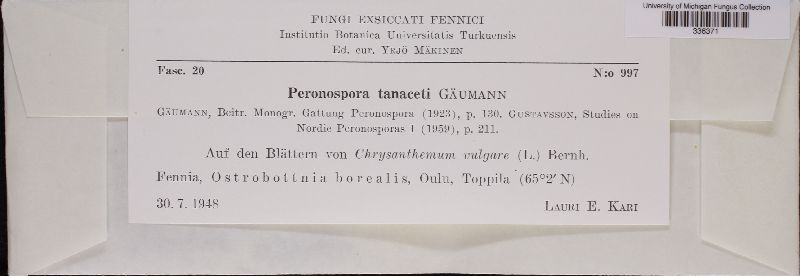 University of Michigan Fungus Collection
336371
FUNGI EXSICCATI FENNICI
Institutio Botanica Universitatis Turkuensis
Ed. cur. YRJÖ MÄKINEN
Fasc. 20 N:o 997
Peronospora tanaceti GÄUMANN
GÄUMANN, Beitr. Monogr. Gattung Peronospora (1923), p. 130. GUSTAVSSON, Studies on
Nordic Peronosporas I (1959), p. 211.
Auf den Blättern von Chrysanthemum vulgare (L.) Bernh.
Fennia, Ostrobottnia borealis, Oulu, Toppila (65°2′ N)
30. 7. 1948 LAURI E. KARI